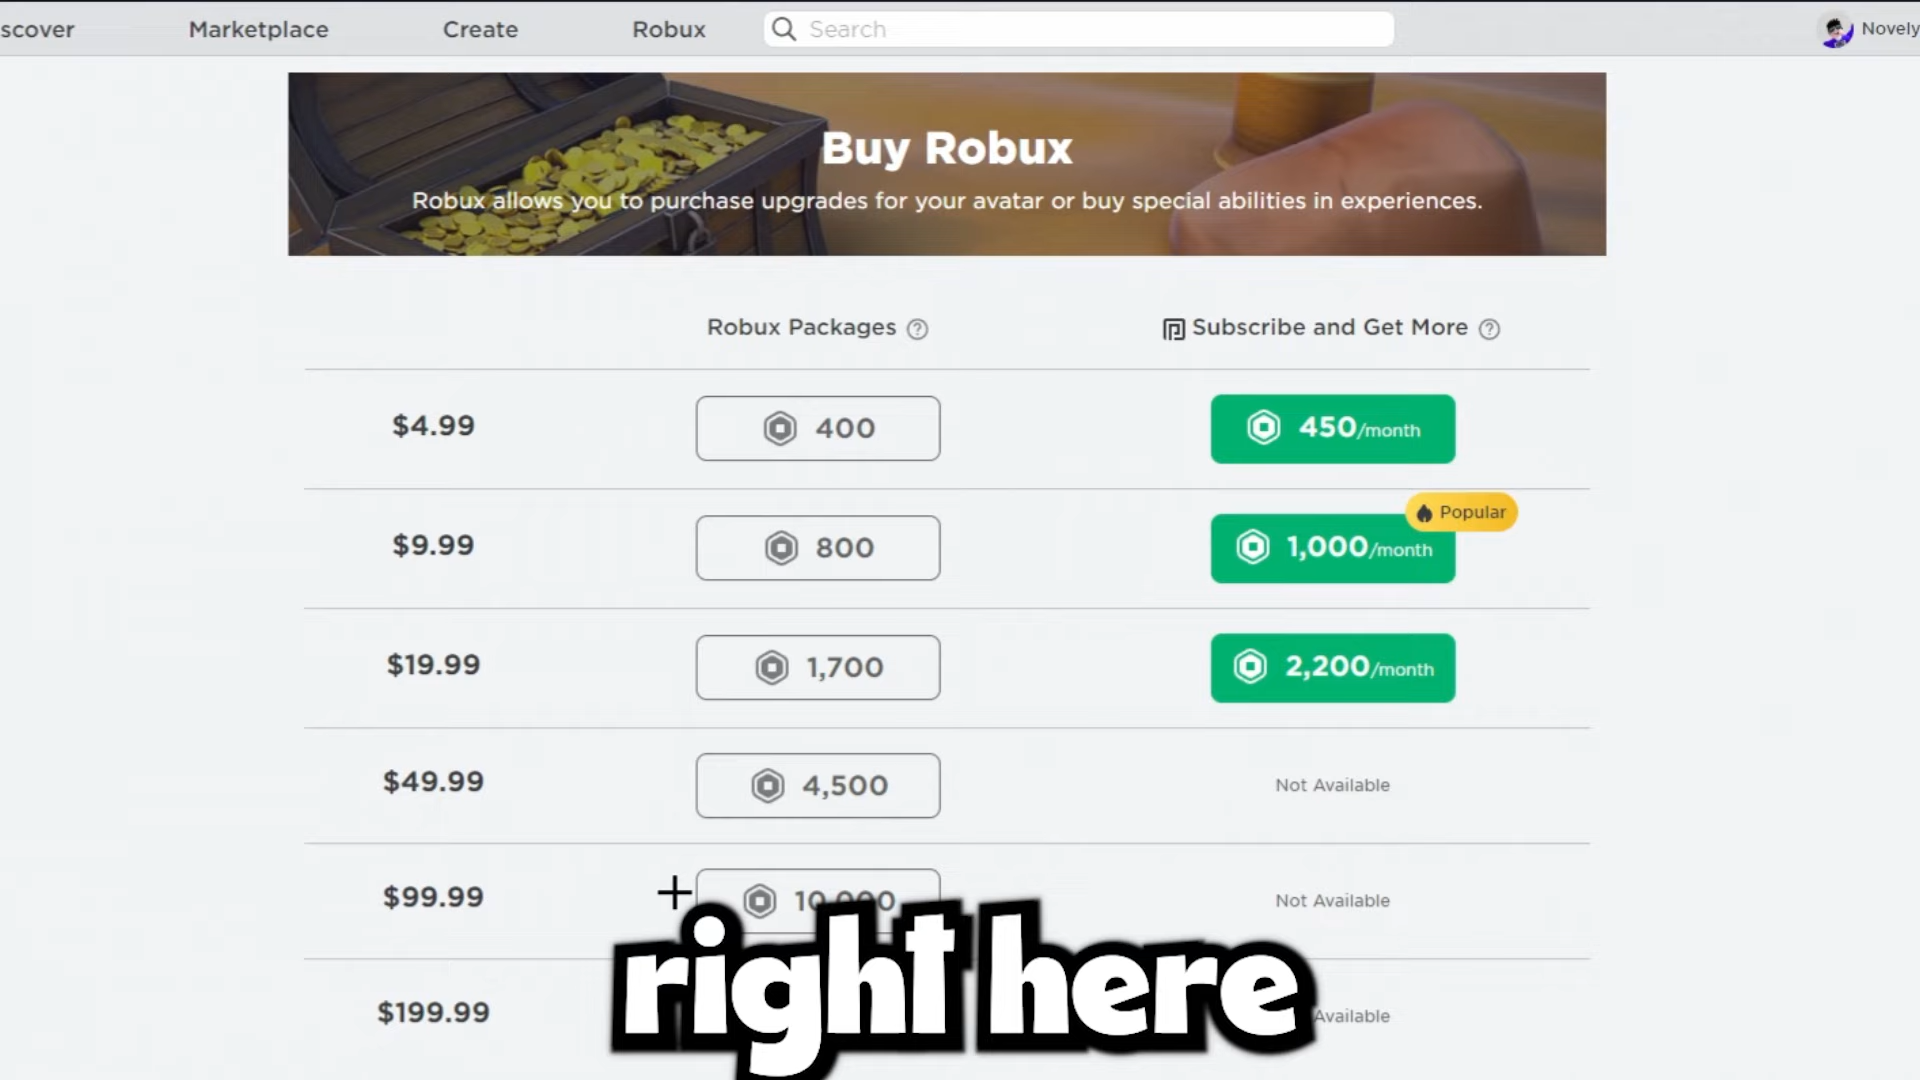 scover Marketplace Create Robux Search Novely
Buy Robux
Robux allows you to purchase upgrades for your avatar or buy special abilities in experiences.
Robux Packages Subscribe and Get More
$4.99 400 450/month
Popular
$9.99 800 1,000/month
$19.99 1,700 2,200/month
$49.99 4,500 Not Available
$99.99 10,000 Not Available
$199.99 Available
right here